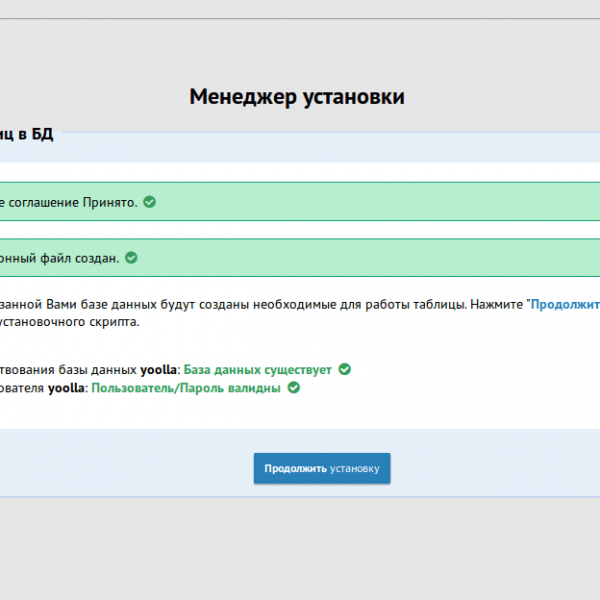 Менеджер установки
иц в БД
е соглашение Принято.
онный файл создан.
занной Вами базе данных будут созданы необходимые для работы таблицы. Нажмите "Продолжит
установочного скрипта.
твования базы данных yoolla: База данных существует
ователя yoolla: Пользователь/Пароль валидны
Продолжить установку